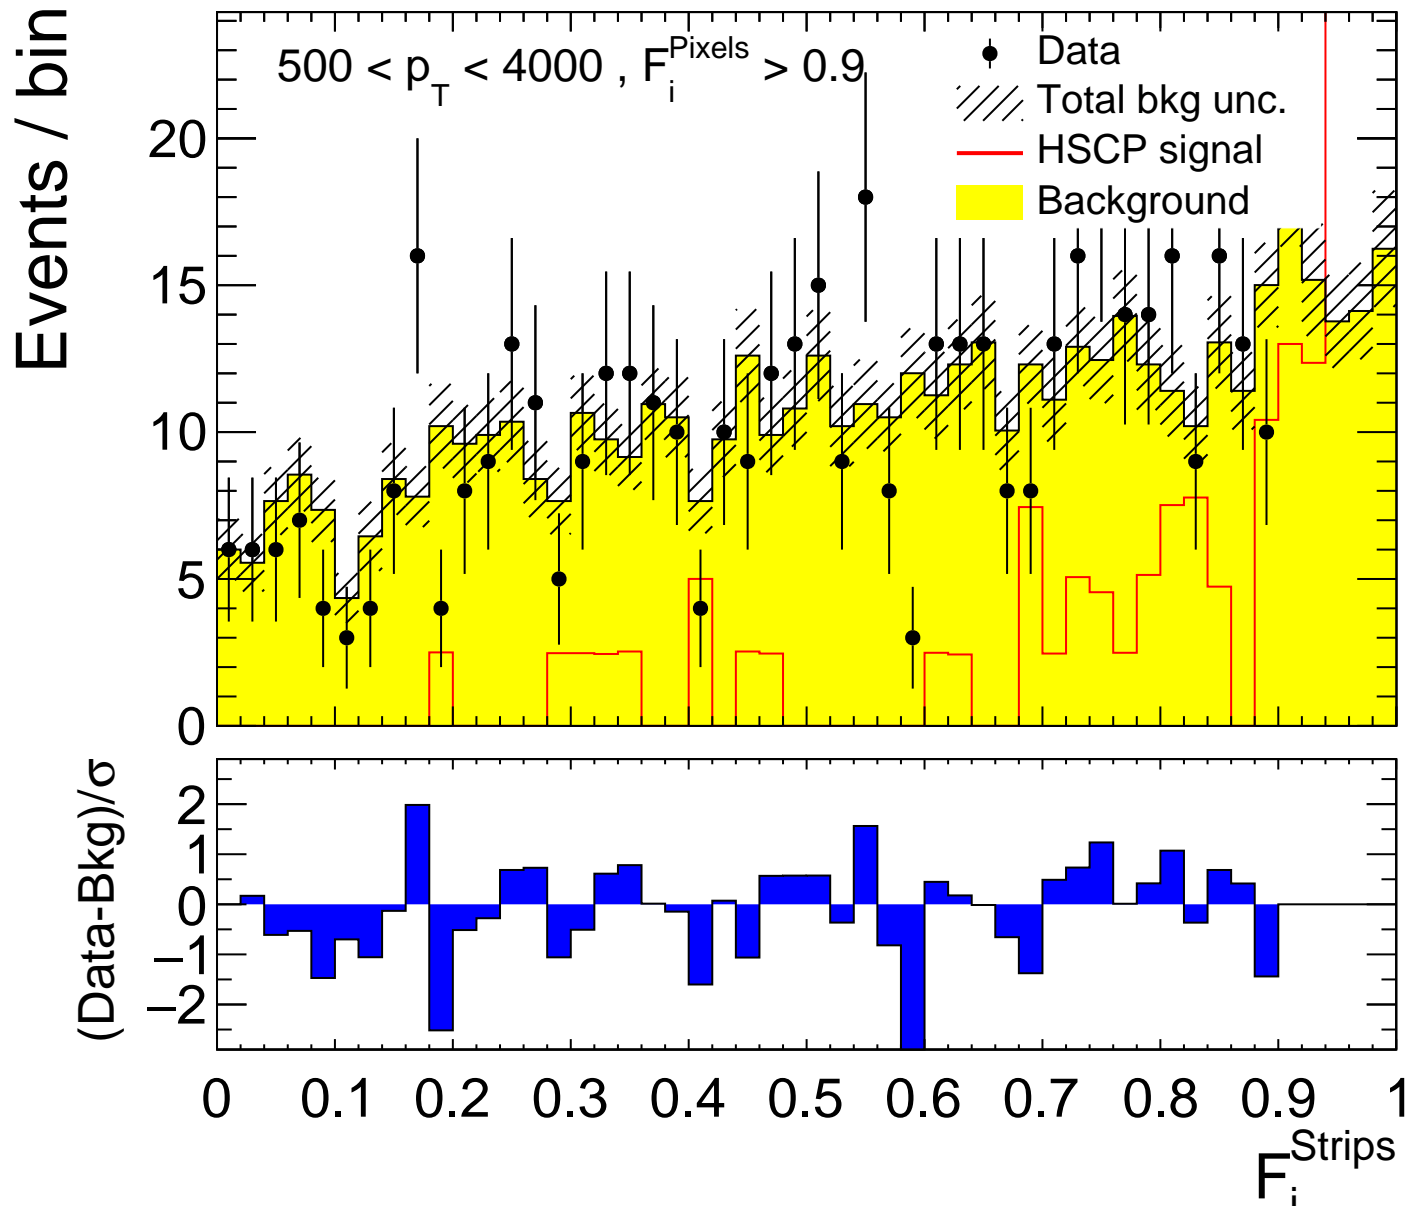 Events / bin
500 < p_T < 4000 , F_i^Pixels > 0.9
Data
Total bkg unc.
HSCP signal
Background
20
15
10
5
0
(Data-Bkg)/σ
2
1
0
−1
−2
0 0.1 0.2 0.3 0.4 0.5 0.6 0.7 0.8 0.9 1
F_i^Strips